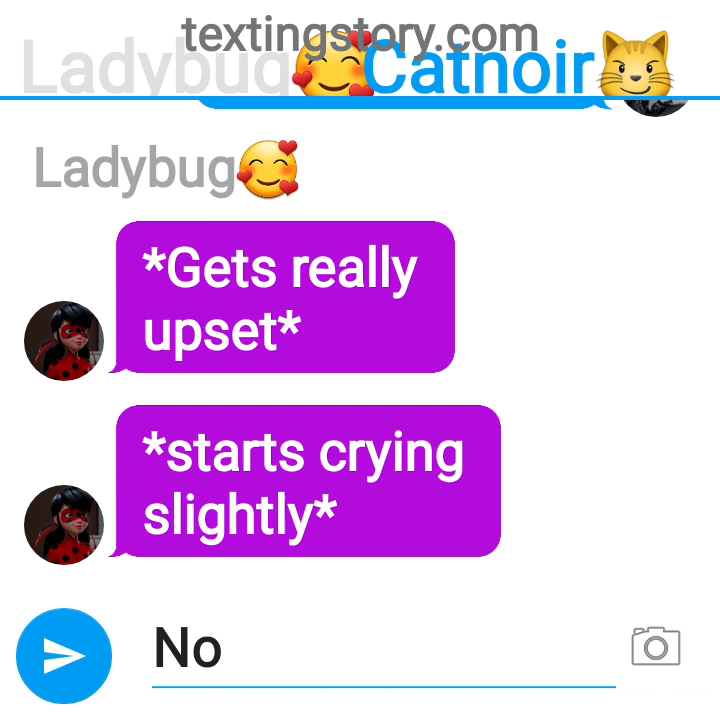 textingstory.com
Ladybug🥰Catnoir😼
Ladybug🥰
*Gets really
upset*
*starts crying
slightly*
No